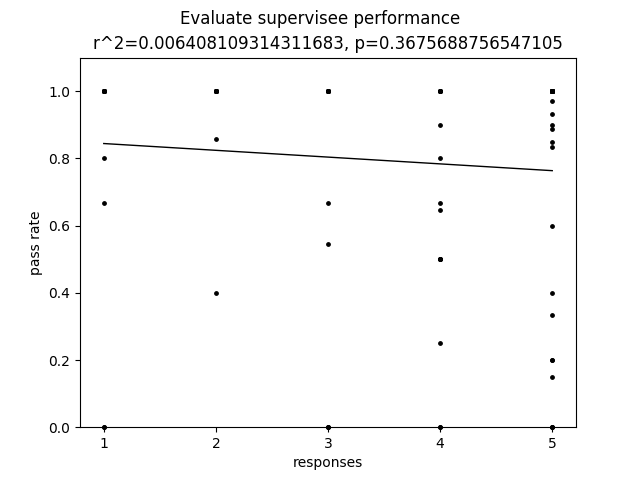 Evaluate supervisee performance
r^2=0.006408109314311683, p=0.3675688756547105
1.0
0.8
0.6
0.4
0.2
0.0
pass rate
1 2 3 4 5
responses